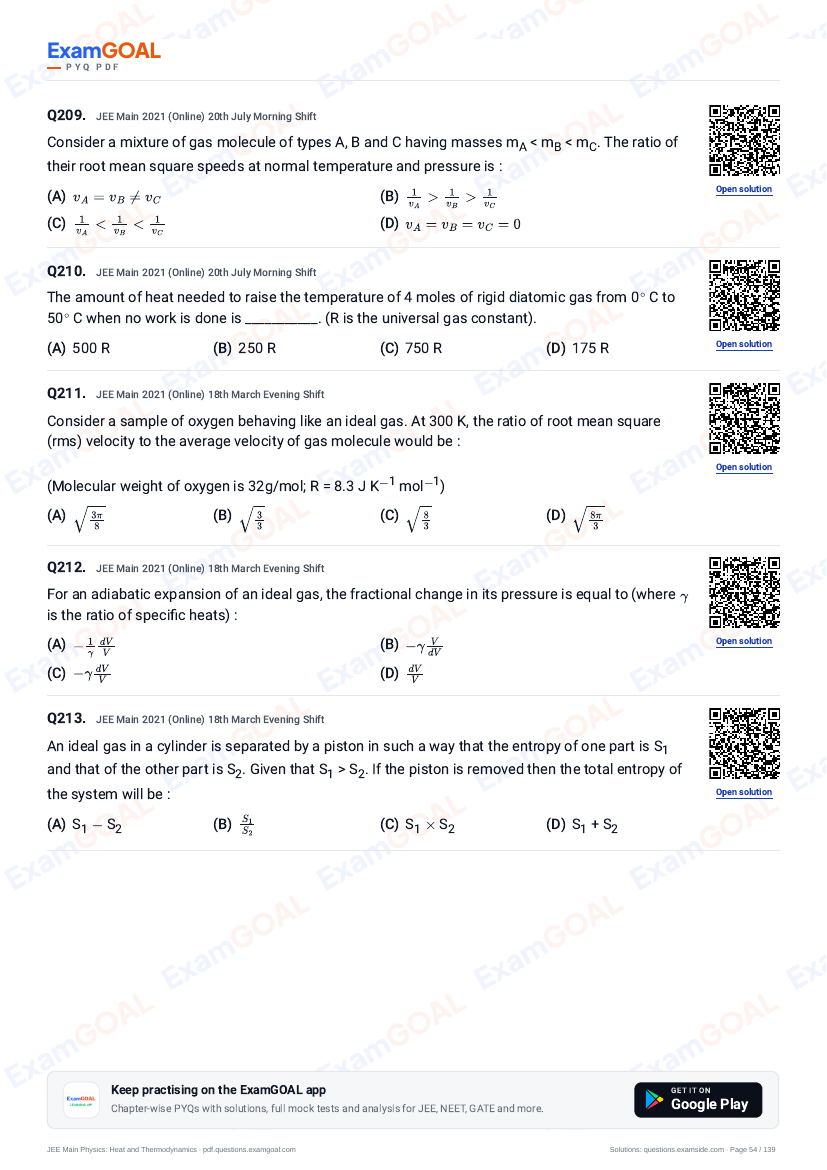 ExamGOAL
PYQ PDF
Q209. JEE Main 2021 (Online) 20th July Morning Shift
Consider a mixture of gas molecule of types A, B and C having masses m_A < m_B < m_C. The ratio of
their root mean square speeds at normal temperature and pressure is :
(A) v_A = v_B ≠ v_C (B) 1/v_A > 1/v_B > 1/v_C
(C) 1/v_A < 1/v_B < 1/v_C (D) v_A = v_B = v_C = 0
Open solution
Q210. JEE Main 2021 (Online) 20th July Morning Shift
The amount of heat needed to raise the temperature of 4 moles of rigid diatomic gas from 0° C to
50° C when no work is done is ___________. (R is the universal gas constant).
(A) 500 R (B) 250 R (C) 750 R (D) 175 R
Open solution
Q211. JEE Main 2021 (Online) 18th March Evening Shift
Consider a sample of oxygen behaving like an ideal gas. At 300 K, the ratio of root mean square
(rms) velocity to the average velocity of gas molecule would be :
(Molecular weight of oxygen is 32g/mol; R = 8.3 J K⁻¹ mol⁻¹)
(A) √(3π/8) (B) √(3/3) (C) √(8/3) (D) √(8π/3)
Open solution
Q212. JEE Main 2021 (Online) 18th March Evening Shift
For an adiabatic expansion of an ideal gas, the fractional change in its pressure is equal to (where γ
is the ratio of specific heats) :
(A) −1/γ dV/V (B) −γ V/dV
(C) −γ dV/V (D) dV/V
Open solution
Q213. JEE Main 2021 (Online) 18th March Evening Shift
An ideal gas in a cylinder is separated by a piston in such a way that the entropy of one part is S₁
and that of the other part is S₂. Given that S₁ > S₂. If the piston is removed then the total entropy of
the system will be :
(A) S₁ − S₂ (B) S₁/S₂ (C) S₁ × S₂ (D) S₁ + S₂
Open solution
ExamGOAL
Keep practising on the ExamGOAL app
Chapter-wise PYQs with solutions, full mock tests and analysis for JEE, NEET, GATE and more.
GET IT ON
Google Play
JEE Main Physics: Heat and Thermodynamics · pdf.questions.examgoal.com
Solutions: questions.examside.com · Page 54 / 139